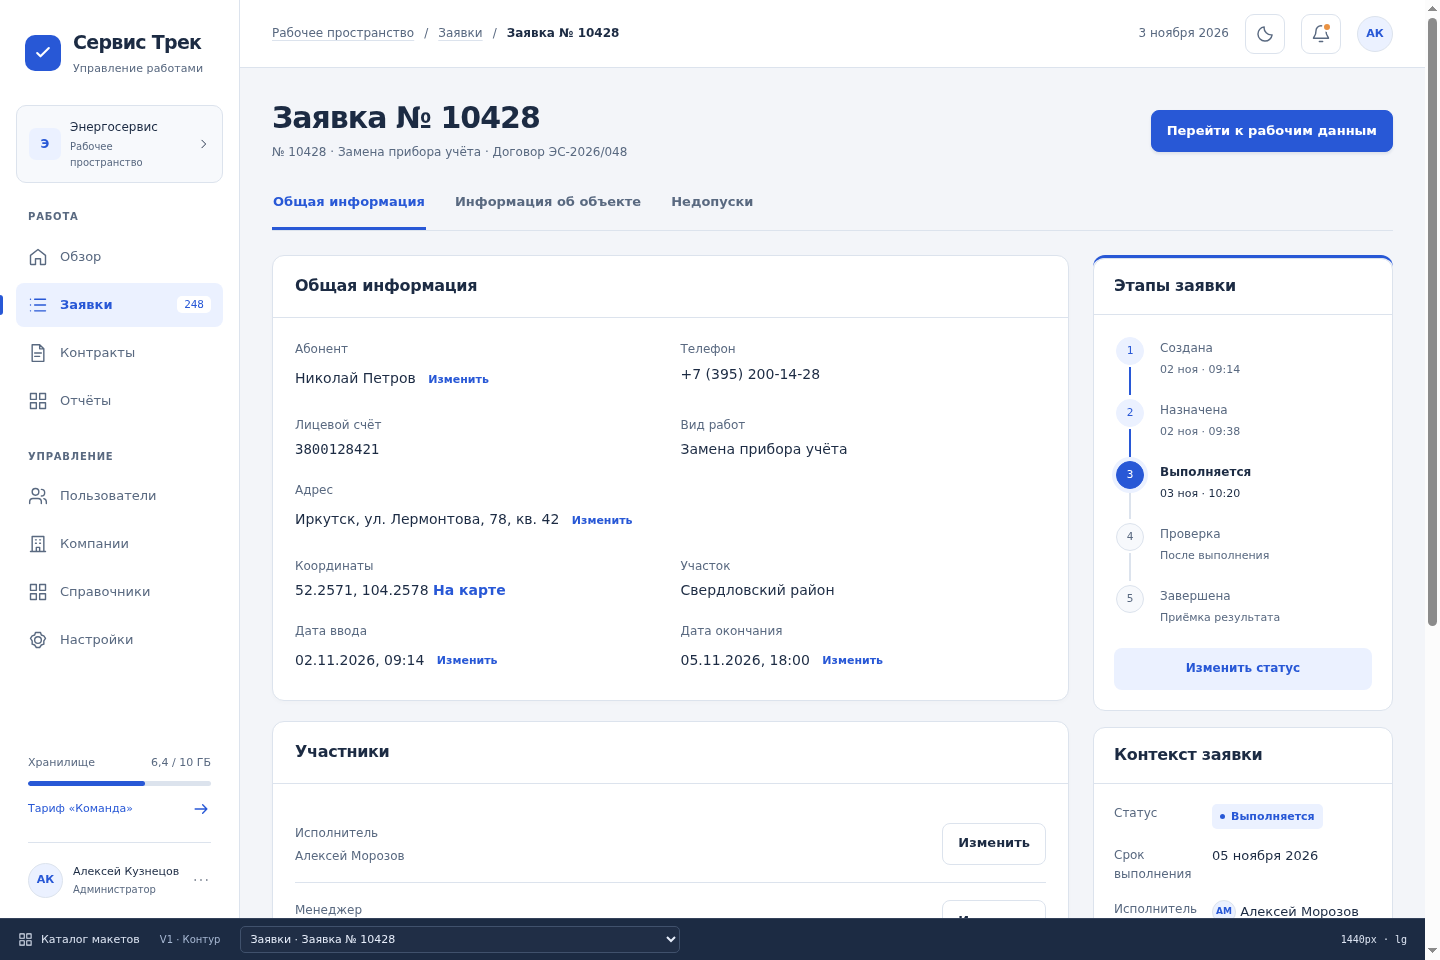 Сервис Трек
Управление работами
Э
Энергосервис
Рабочее
пространство
РАБОТА
Обзор
Заявки 248
Контракты
Отчёты
УПРАВЛЕНИЕ
Пользователи
Компании
Справочники
Настройки
Хранилище 6,4 / 10 ГБ
Тариф «Команда»
АК
Алексей Кузнецов
Администратор
Рабочее пространство / Заявки / Заявка № 10428
3 ноября 2026
АК
Заявка № 10428
№ 10428 · Замена прибора учёта · Договор ЭС-2026/048
Перейти к рабочим данным
Общая информация Информация об объекте Недопуски
Общая информация
Абонент
Николай Петров Изменить
Телефон
+7 (395) 200-14-28
Лицевой счёт
3800128421
Вид работ
Замена прибора учёта
Адрес
Иркутск, ул. Лермонтова, 78, кв. 42 Изменить
Координаты
52.2571, 104.2578 На карте
Участок
Свердловский район
Дата ввода
02.11.2026, 09:14 Изменить
Дата окончания
05.11.2026, 18:00 Изменить
Участники
Исполнитель
Алексей Морозов
Изменить
Менеджер
Этапы заявки
1
Создана
02 ноя · 09:14
2
Назначена
02 ноя · 09:38
3
Выполняется
03 ноя · 10:20
4
Проверка
После выполнения
5
Завершена
Приёмка результата
Изменить статус
Контекст заявки
Статус Выполняется
Срок
выполнения
05 ноября 2026
Исполнитель АМ Алексей Морозов
Каталог макетов V1 · Контур Заявки · Заявка № 10428 1440px · lg